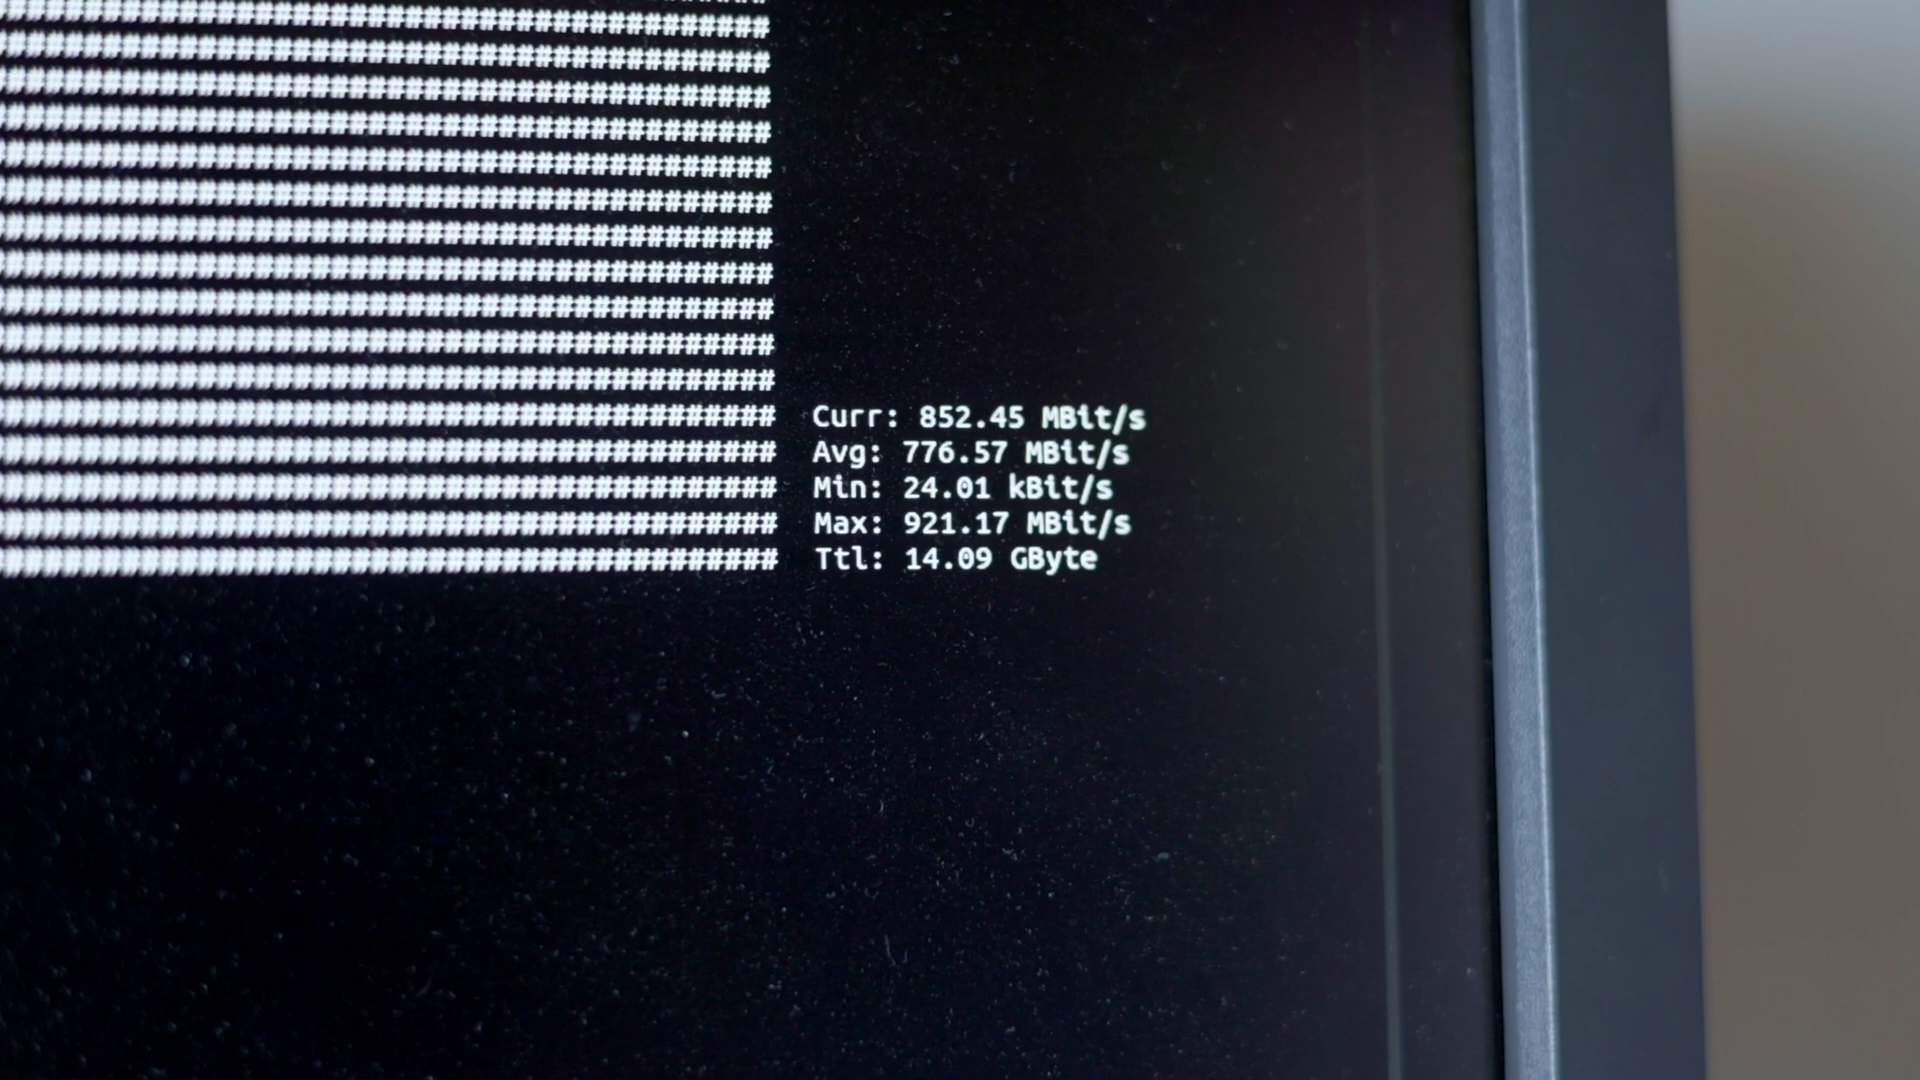 Curr: 852.45 MBit/s
Avg: 776.57 MBit/s
Min: 24.01 kBit/s
Max: 921.17 MBit/s
Ttl: 14.09 GByte